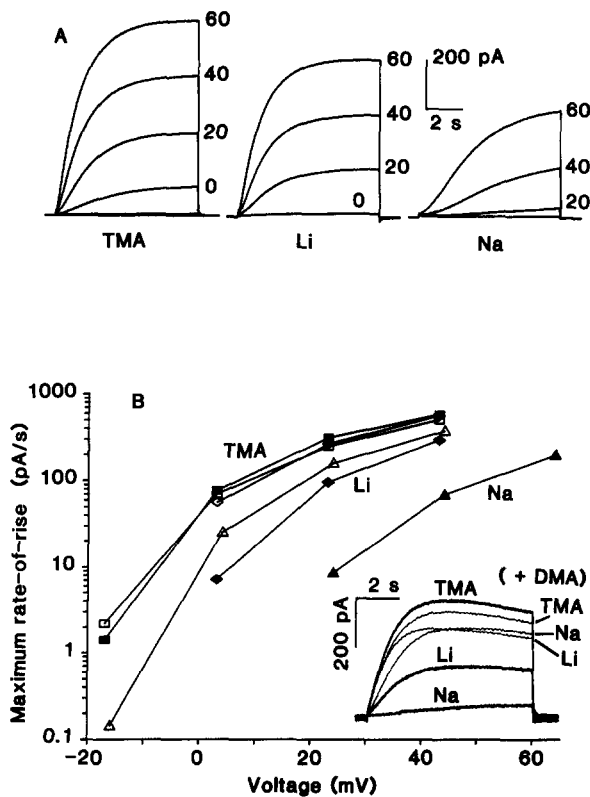 A
60
40
20
0
TMA
60
40
20
0
Li
200 pA
2 s
60
40
20
Na
B
Maximum rate-of-rise (pA/s)
1000
100
10
1
0.1
TMA
Li
Na
2 s
200 pA
(+ DMA)
TMA
TMA
Na
Li
Li
Na
-20
0
20
40
60
Voltage (mV)